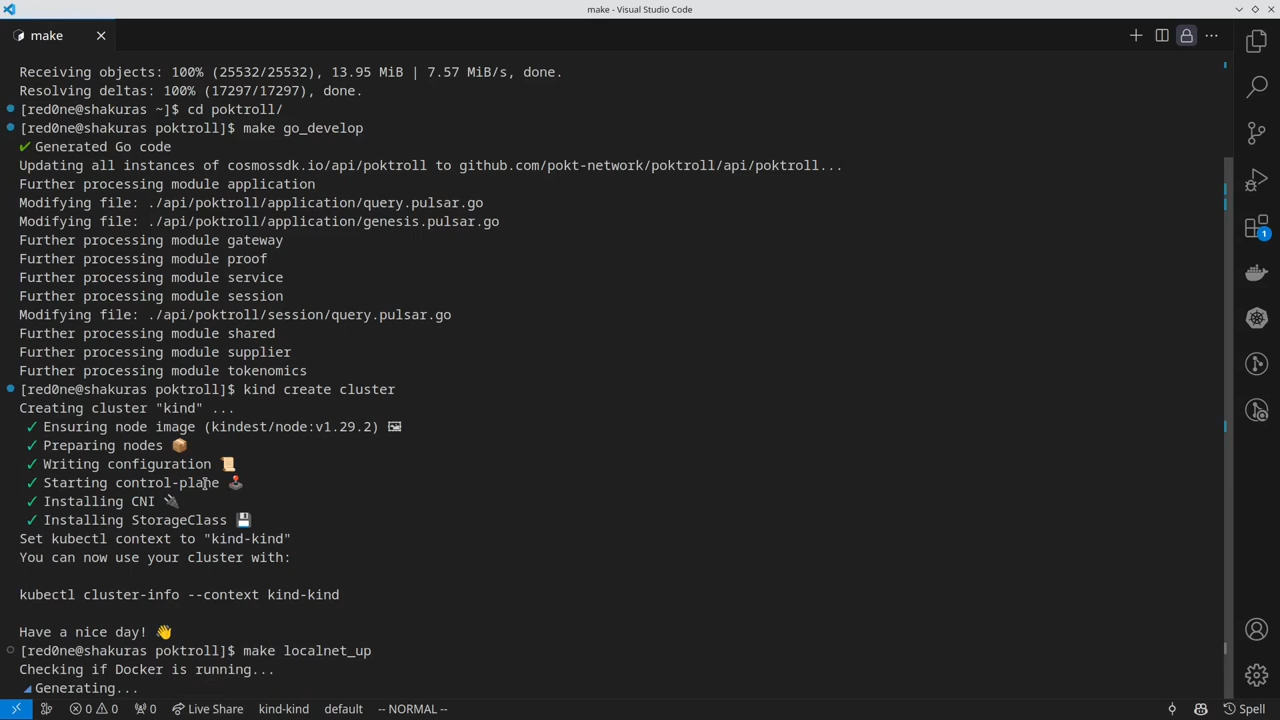 make - Visual Studio Code
make
Receiving objects: 100% (25532/25532), 13.95 MiB | 7.57 MiB/s, done.
Resolving deltas: 100% (17297/17297), done.
[red0ne@shakuras ~]$ cd poktroll/
[red0ne@shakuras poktroll]$ make go_develop
✔ Generated Go code
Updating all instances of cosmossdk.io/api/poktroll to github.com/pokt-network/poktroll/api/poktroll...
Further processing module application
Modifying file: ./api/poktroll/application/query.pulsar.go
Modifying file: ./api/poktroll/application/genesis.pulsar.go
Further processing module gateway
Further processing module proof
Further processing module service
Further processing module session
Modifying file: ./api/poktroll/session/query.pulsar.go
Further processing module shared
Further processing module supplier
Further processing module tokenomics
[red0ne@shakuras poktroll]$ kind create cluster
Creating cluster "kind" ...
✓ Ensuring node image (kindest/node:v1.29.2) 🖼
✓ Preparing nodes 📦
✓ Writing configuration 📜
✓ Starting control-plane 🕹️
✓ Installing CNI 🔌
✓ Installing StorageClass 💾
Set kubectl context to "kind-kind"
You can now use your cluster with:
kubectl cluster-info --context kind-kind
Have a nice day! 👋
[red0ne@shakuras poktroll]$ make localnet_up
Checking if Docker is running...
Generating...
1
0 0 0 Live Share kind-kind default -- NORMAL -- Spell